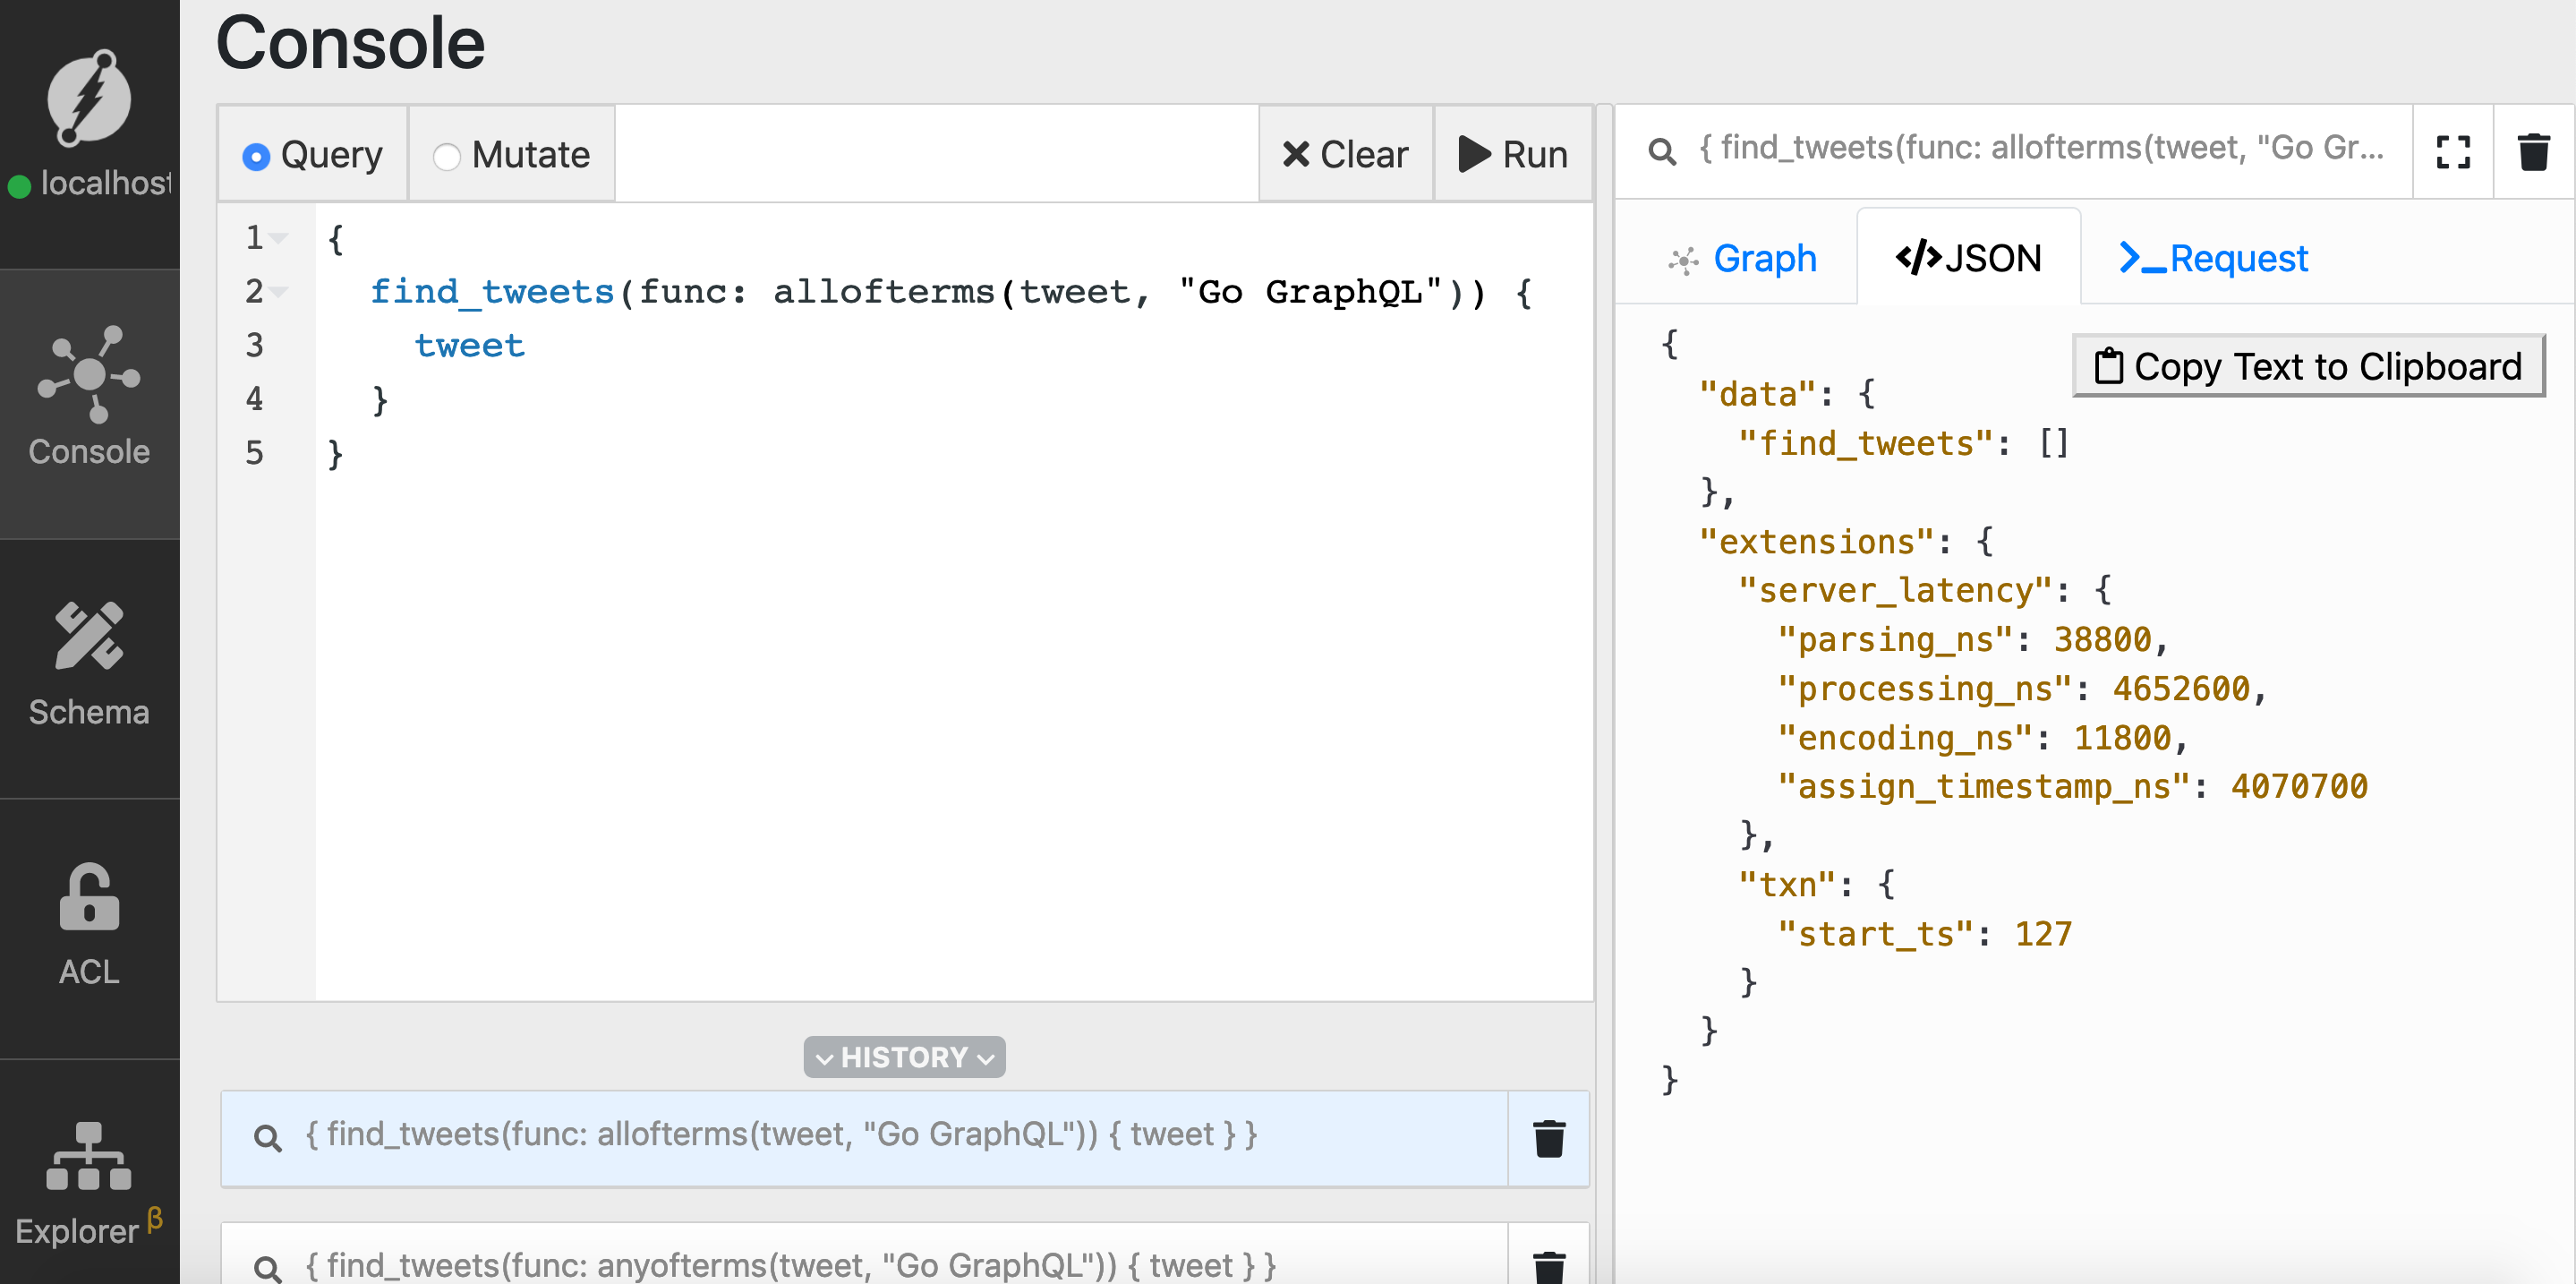 Console
localhost
Console
Schema
ACL
Explorer β
Query
Mutate
Clear
Run
1
2
3
4
5
{
find_tweets(func: allofterms(tweet, "Go GraphQL")) {
tweet
}
}
HISTORY
{ find_tweets(func: allofterms(tweet, "Go GraphQL")) { tweet } }
{ find_tweets(func: anyofterms(tweet, "Go GraphQL")) { tweet } }
{ find_tweets(func: allofterms(tweet, "Go Gr...
Graph
</>JSON
>_Request
Copy Text to Clipboard
{
"data": {
"find_tweets": []
},
"extensions": {
"server_latency": {
"parsing_ns": 38800,
"processing_ns": 4652600,
"encoding_ns": 11800,
"assign_timestamp_ns": 4070700
},
"txn": {
"start_ts": 127
}
}
}